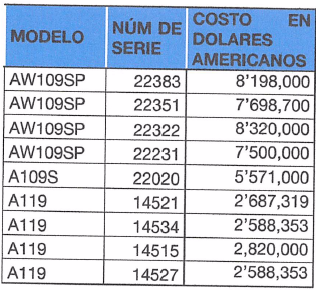 MODELO NÚM DE SERIE COSTO EN DOLARES AMERICANOS
AW109SP 22383 8'198,000
AW109SP 22351 7'698,700
AW109SP 22322 8'320,000
AW109SP 22231 7'500,000
A109S 22020 5'571,000
A119 14521 2'687,319
A119 14534 2'588,353
A119 14515 2,820,000
A119 14527 2'588,353